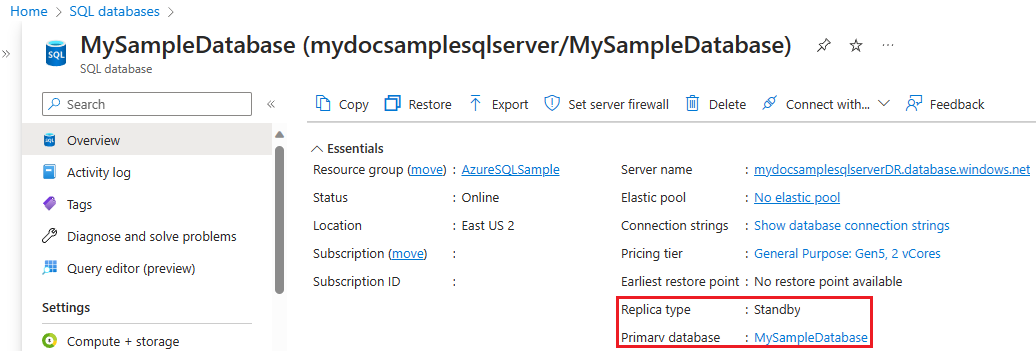 Home > SQL databases >
MySampleDatabase (mydocsamplesqlserver/MySampleDatabase)
SQL database
SQL
Search
Copy Restore Export Set server firewall Delete Connect with... Feedback
Overview
Activity log
Tags
Diagnose and solve problems
Query editor (preview)
Settings
Compute + storage
Essentials
Resource group (move) : AzureSQLSample
Status : Online
Location : East US 2
Subscription (move) :
Subscription ID :
Server name : mydocsamplesqlserverDR.database.windows.net
Elastic pool : No elastic pool
Connection strings : Show database connection strings
Pricing tier : General Purpose: Gen5, 2 vCores
Earliest restore point : No restore point available
Replica type : Standby
Primary database : MySampleDatabase